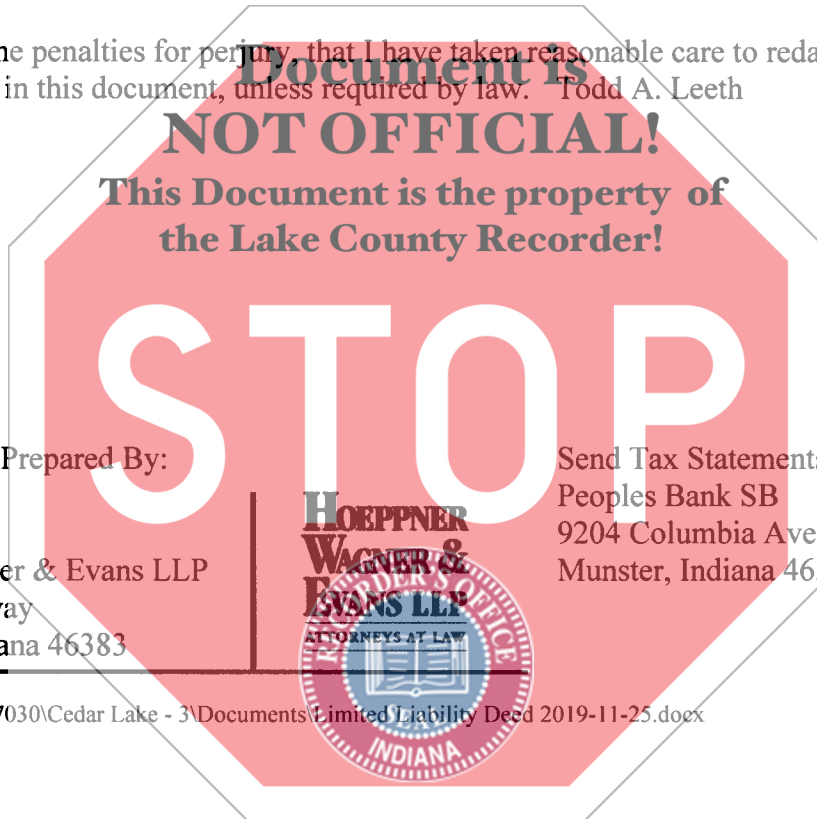 he penalties for perjury, that I have taken reasonable care to reda
in this document, unless required by law. Todd A. Leeth
Document is
NOT OFFICIAL!
This Document is the property of
the Lake County Recorder!
STOP
Prepared By:
er & Evans LLP
ay
ana 46383
HOEPPNER
WAGNER &
EVANS LLP
ATTORNEYS AT LAW
Send Tax Statements
Peoples Bank SB
9204 Columbia Ave
Munster, Indiana 46
RECORDER'S OFFICE
SEAL
INDIANA
7030\Cedar Lake - 3\Documents\Limited Liability Deed 2019-11-25.docx